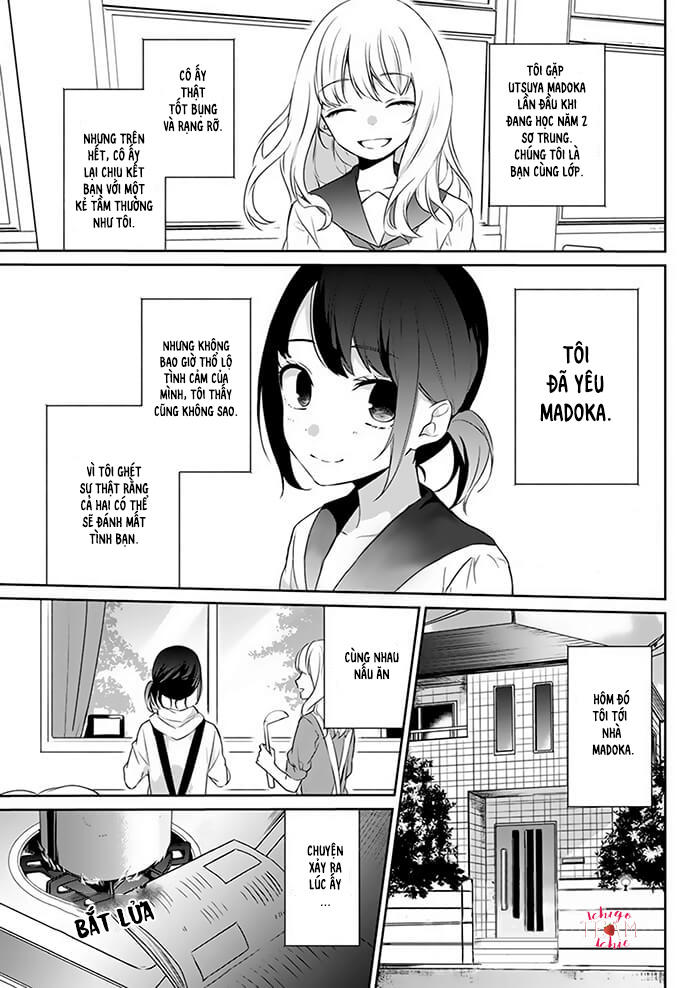 TÔI GẶP
UTSUYA MADOKA
LẦN ĐẦU KHI
ĐANG HỌC NĂM 2
SƠ TRUNG.
CHÚNG TÔI LÀ
BẠN CÙNG LỚP.
CÔ ẤY
THẬT
TỐT BỤNG
VÀ RẠNG RỠ.
NHƯNG TRÊN
HẾT, CÔ ẤY
LẠI CHỊU KẾT
BẠN VỚI MỘT
KẺ TẦM THƯỜNG
NHƯ TÔI.
TÔI
ĐÃ YÊU
MADOKA.
NHƯNG KHÔNG
BAO GIỜ THỔ LỘ
TÌNH CẢM CỦA
MÌNH, TÔI THẤY
CŨNG KHÔNG SAO.
VÌ TÔI GHÉT
SỰ THẬT RẰNG
CẢ HAI CÓ THỂ
SẼ ĐÁNH MẤT
TÌNH BẠN.
HÔM ĐÓ
TÔI TỚI
NHÀ
MADOKA.
CÙNG NHAU
NẤU ĂN
CHUYỆN
XẢY RA
LÚC ẤY
...
BẮT LỬA
Ichigo
TEAM
Ichie